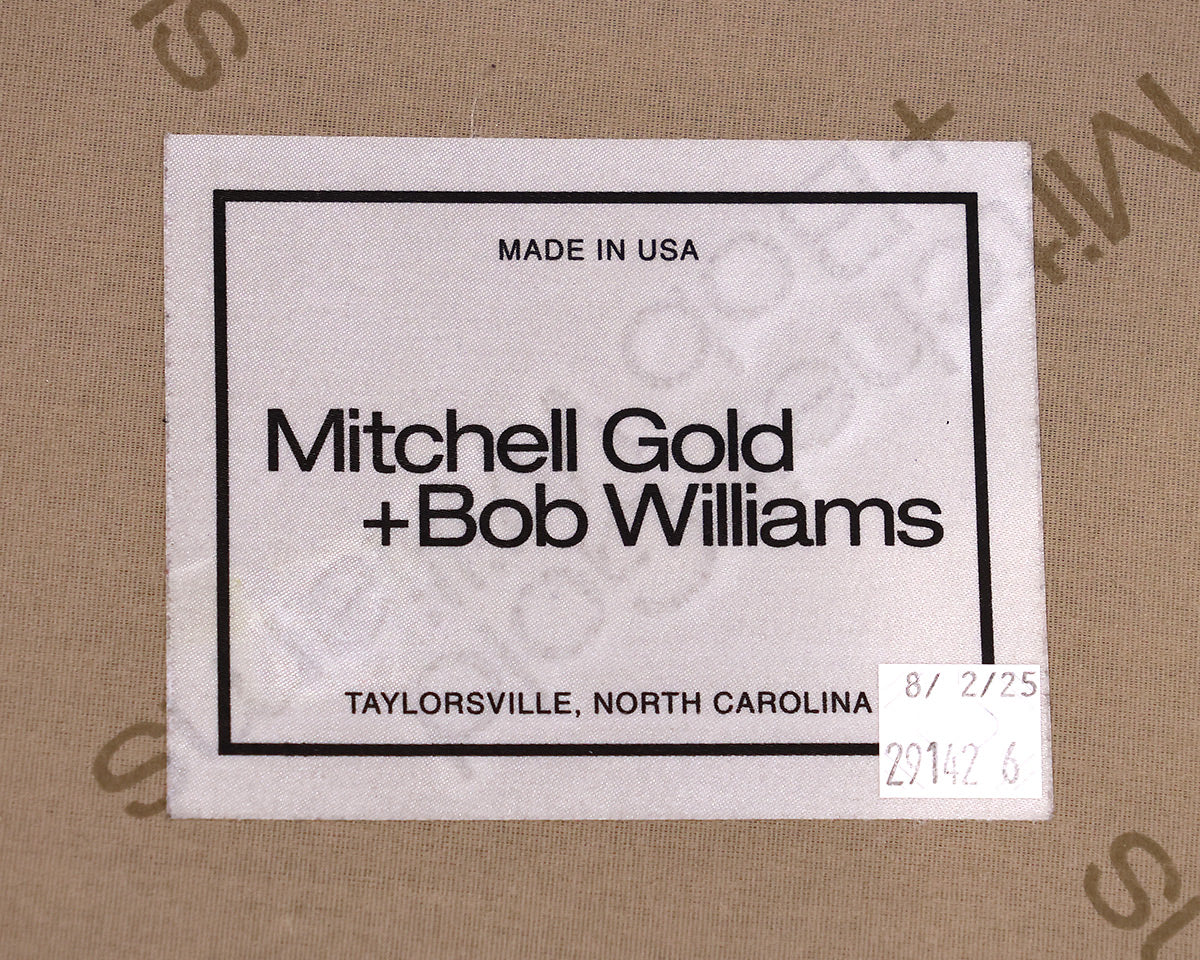 MADE IN USA
Mitchell Gold
+Bob Williams
TAYLORSVILLE, NORTH CAROLINA
8/ 2/25
29142 6